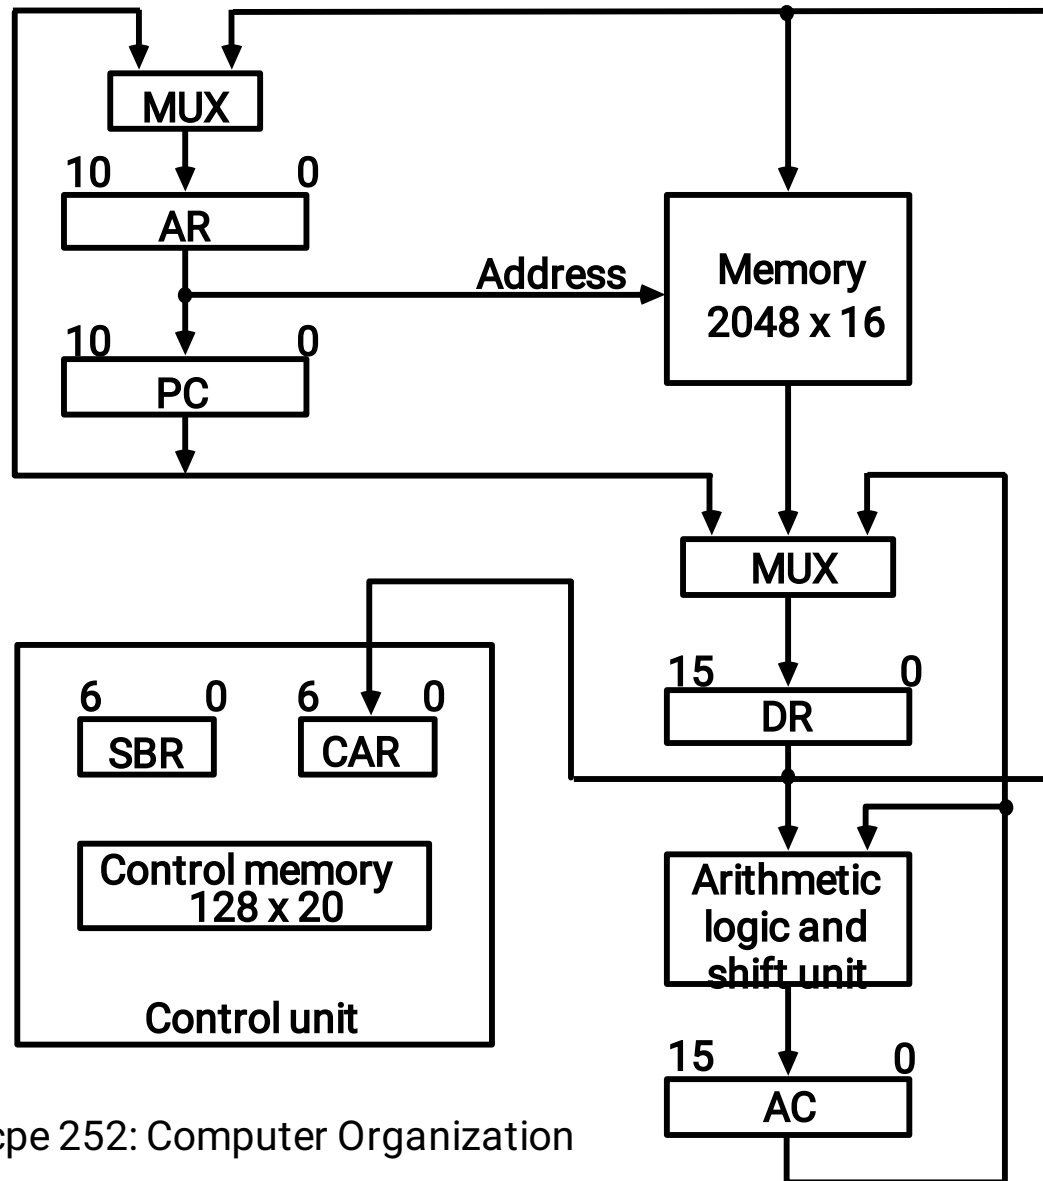 MUX
10 0
AR
Address
Memory
2048 x 16
10 0
PC
MUX
15 0
DR
6 0 6 0
SBR CAR
Control memory
128 x 20
Control unit
Arithmetic
logic and
shift unit
15 0
AC
cpe 252: Computer Organization